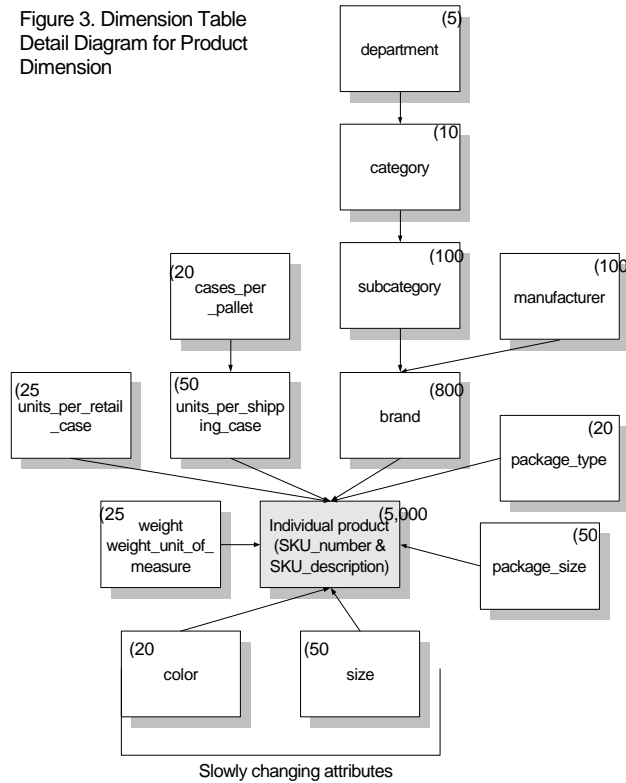 Figure 3. Dimension Table
Detail Diagram for Product
Dimension
(5)
department
(10
category
(100
subcategory
(100
manufacturer
(20
cases_per
_pallet
(25
units_per_retail
_case
(50
units_per_shipp
ing_case
(800
brand
(20
package_type
(25
weight
weight_unit_of_
measure
(5,000
Individual product
(SKU_number &
SKU_description)
(50
package_size
(20
color
(50
size
Slowly changing attributes